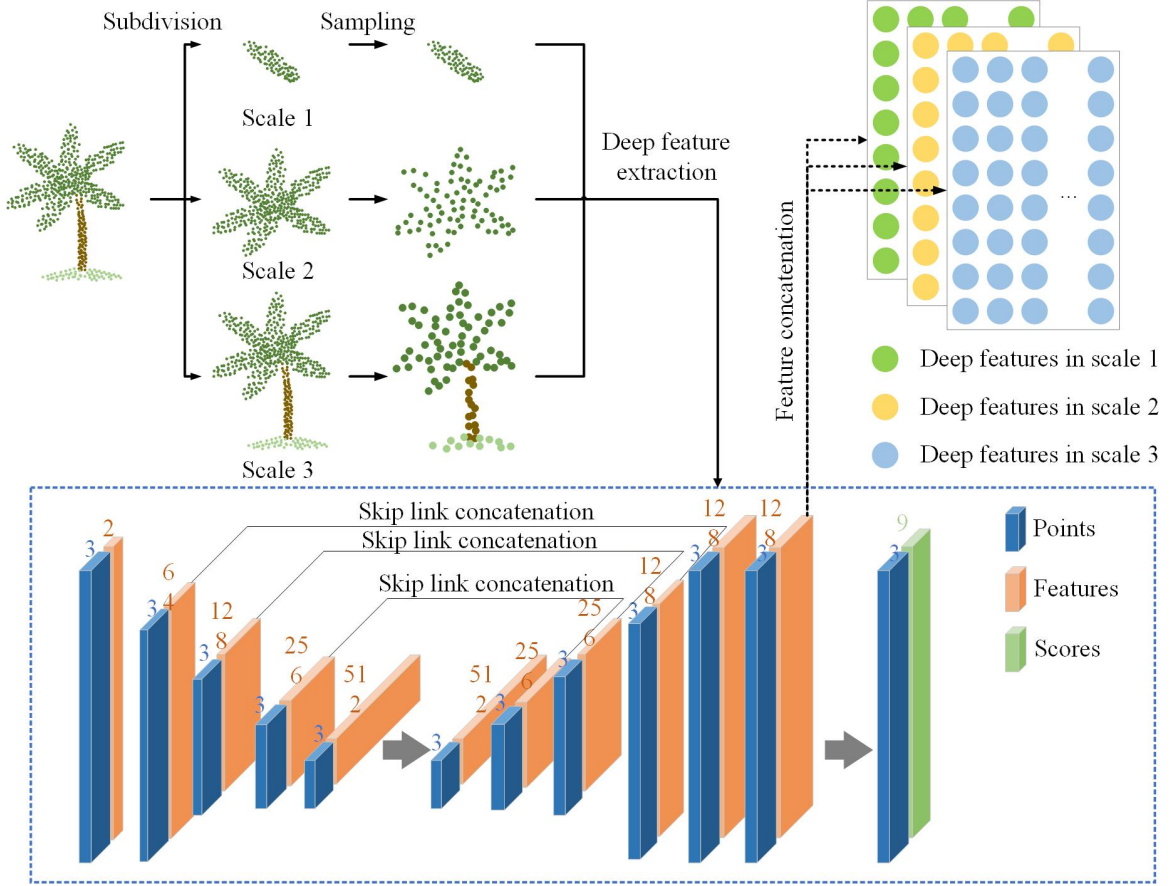 Subdivision
Sampling
Scale 1
Scale 2
Scale 3
Deep feature
extraction
Feature concatenation
...
Deep features in scale 1
Deep features in scale 2
Deep features in scale 3
Skip link concatenation
Skip link concatenation
Skip link concatenation
3
2
3
6
4
3
12
8
3
25
6
3
51
2
3
51
2
3
25
6
3
25
6
3
12
8
3
12
8
3
12
8
3
9
Points
Features
Scores